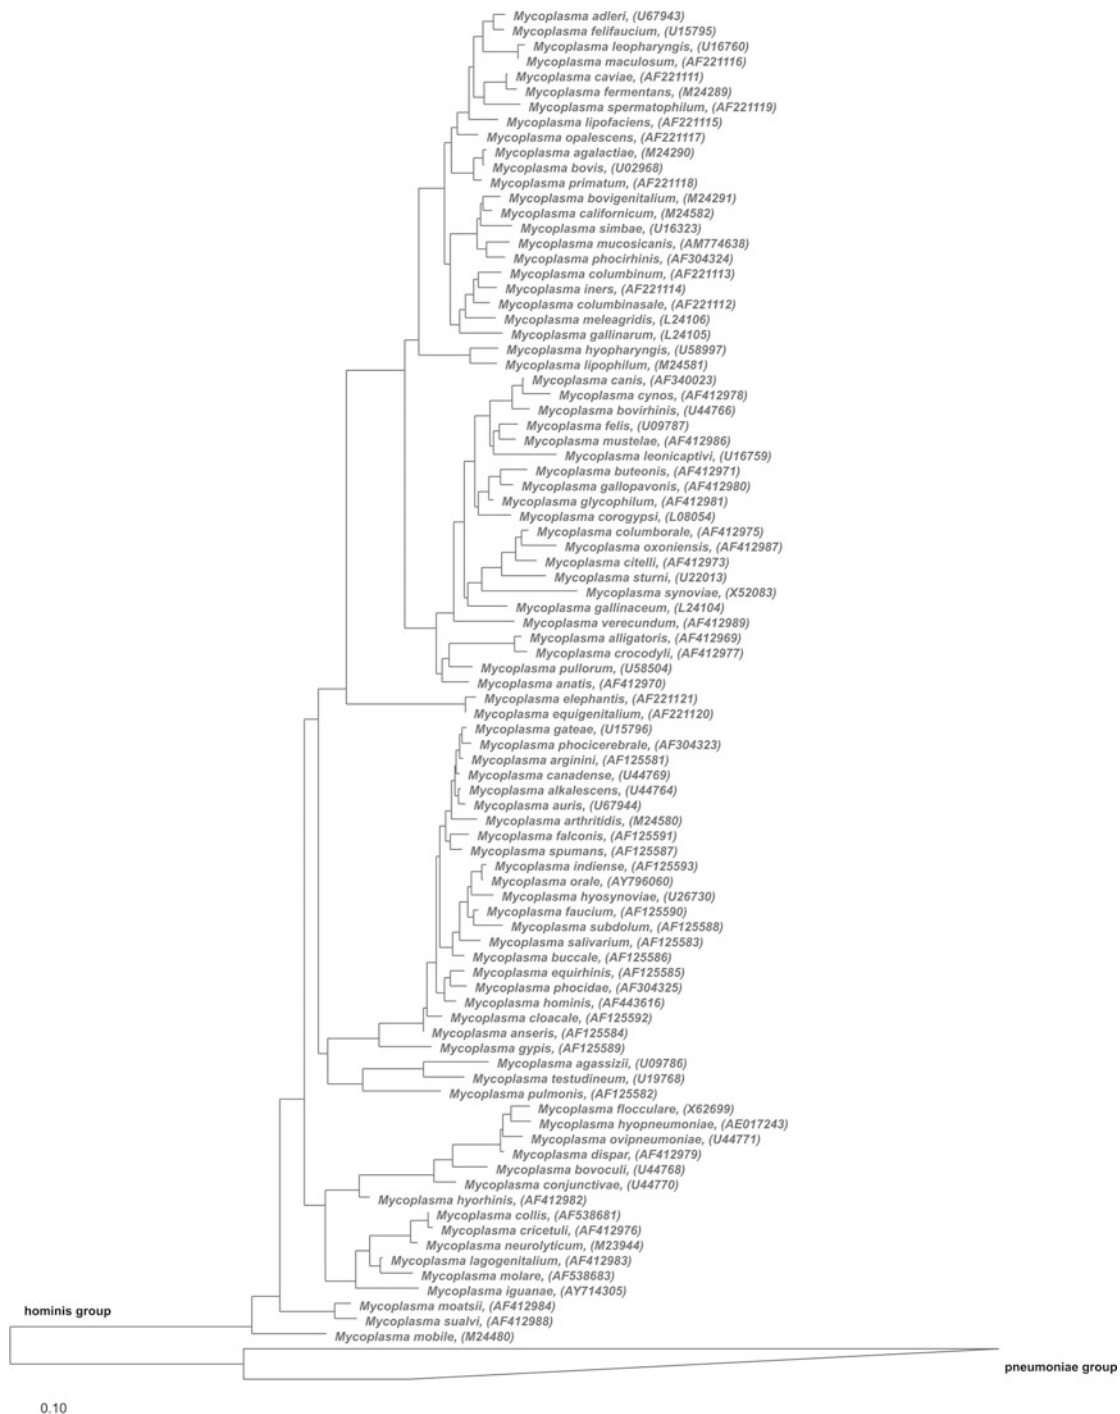 Mycoplasma adleri, (U67943)
Mycoplasma felifaucium, (U15795)
Mycoplasma leopharyngis, (U16760)
Mycoplasma maculosum, (AF221116)
Mycoplasma caviae, (AF221111)
Mycoplasma fermentans, (M24289)
Mycoplasma spermatophilum, (AF221119)
Mycoplasma lipofaciens, (AF221115)
Mycoplasma opalescens, (AF221117)
Mycoplasma agalactiae, (M24290)
Mycoplasma bovis, (U02968)
Mycoplasma primatum, (AF221118)
Mycoplasma bovigenitalium, (M24291)
Mycoplasma californicum, (M24582)
Mycoplasma simbae, (U16323)
Mycoplasma mucosicanis, (AM774638)
Mycoplasma phocirhinis, (AF304324)
Mycoplasma columbinum, (AF221113)
Mycoplasma iners, (AF221114)
Mycoplasma columbinasale, (AF221112)
Mycoplasma meleagridis, (L24106)
Mycoplasma gallinarum, (L24105)
Mycoplasma hyopharyngis, (U58997)
Mycoplasma lipophilum, (M24581)
Mycoplasma canis, (AF340023)
Mycoplasma cynos, (AF412978)
Mycoplasma bovirhinis, (U44766)
Mycoplasma felis, (U09787)
Mycoplasma mustelae, (AF412986)
Mycoplasma leonicaptivi, (U16759)
Mycoplasma buteonis, (AF412971)
Mycoplasma gallopavonis, (AF412980)
Mycoplasma glycophilum, (AF412981)
Mycoplasma corogypsi, (L08054)
Mycoplasma columborale, (AF412975)
Mycoplasma oxoniensis, (AF412987)
Mycoplasma citelli, (AF412973)
Mycoplasma sturni, (U22013)
Mycoplasma synoviae, (X52083)
Mycoplasma gallinaceum, (L24104)
Mycoplasma verecundum, (AF412989)
Mycoplasma alligatoris, (AF412969)
Mycoplasma crocodyli, (AF412977)
Mycoplasma pullorum, (U58504)
Mycoplasma anatis, (AF412970)
Mycoplasma elephantis, (AF221121)
Mycoplasma equigenitalium, (AF221120)
Mycoplasma gateae, (U15796)
Mycoplasma phocicerebrale, (AF304323)
Mycoplasma arginini, (AF125581)
Mycoplasma canadense, (U44769)
Mycoplasma alkalescens, (U44764)
Mycoplasma auris, (U67944)
Mycoplasma arthritidis, (M24580)
Mycoplasma falconis, (AF125591)
Mycoplasma spumans, (AF125587)
Mycoplasma indiense, (AF125593)
Mycoplasma orale, (AY796060)
Mycoplasma hyosynoviae, (U26730)
Mycoplasma faucium, (AF125590)
Mycoplasma subdolum, (AF125588)
Mycoplasma salivarium, (AF125583)
Mycoplasma buccale, (AF125586)
Mycoplasma equirhinis, (AF125585)
Mycoplasma phocidae, (AF304325)
Mycoplasma hominis, (AF443616)
Mycoplasma cloacale, (AF125592)
Mycoplasma anseris, (AF125584)
Mycoplasma gypis, (AF125589)
Mycoplasma agassizii, (U09786)
Mycoplasma testudineum, (U19768)
Mycoplasma pulmonis, (AF125582)
Mycoplasma flocculare, (X62699)
Mycoplasma hyopneumoniae, (AE017243)
Mycoplasma ovipneumoniae, (U44771)
Mycoplasma dispar, (AF412979)
Mycoplasma bovoculi, (U44768)
Mycoplasma conjunctivae, (U44770)
Mycoplasma hyorhinis, (AF412982)
Mycoplasma collis, (AF538681)
Mycoplasma cricetuli, (AF412976)
Mycoplasma neurolyticum, (M23944)
Mycoplasma lagogenitalium, (AF412983)
Mycoplasma molare, (AF538683)
Mycoplasma iguanae, (AY714305)
Mycoplasma moatsii, (AF412984)
hominis group
Mycoplasma sualvi, (AF412988)
Mycoplasma mobile, (M24480)
pneumoniae group
0.10